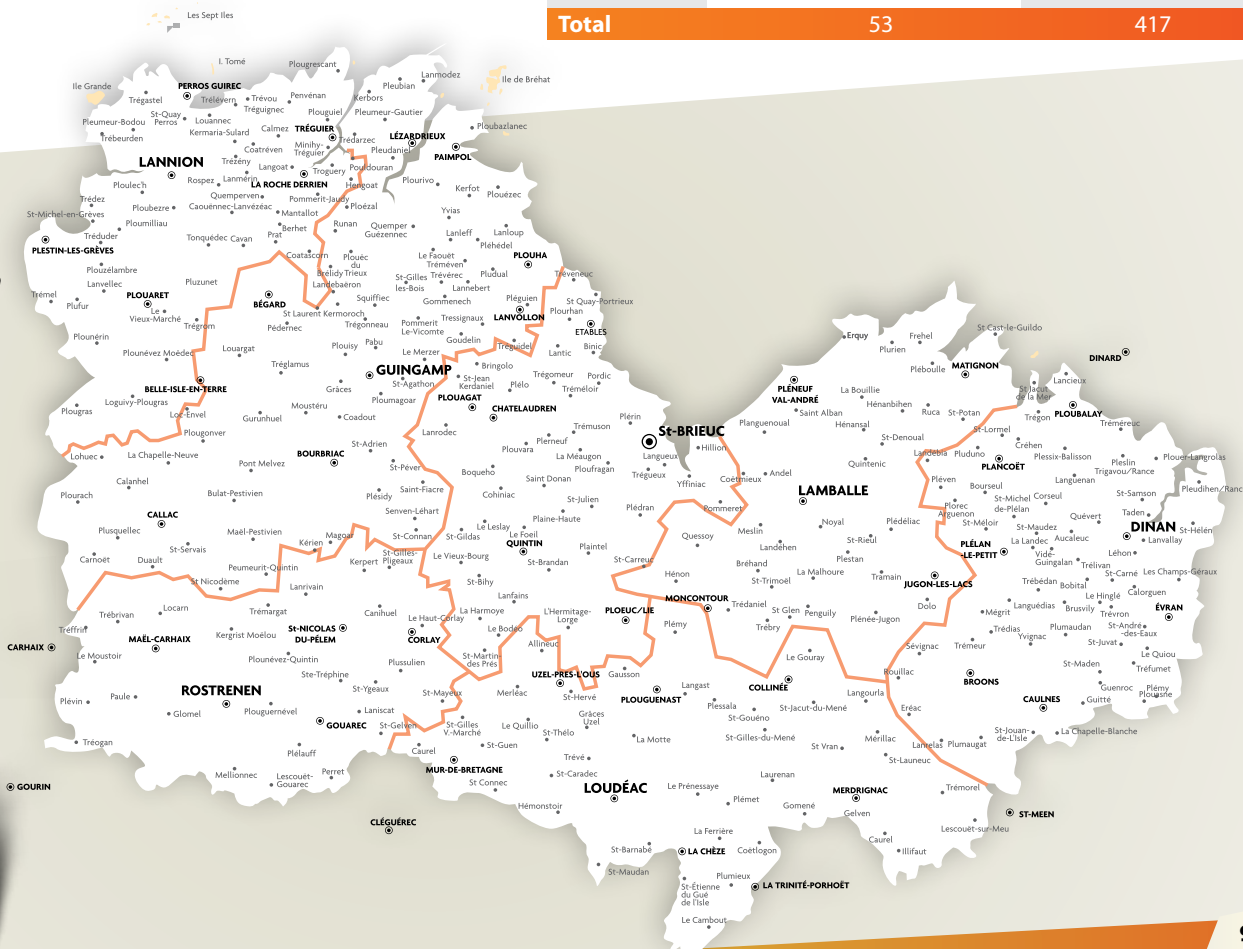 Total 53 417
Les Sept Iles
I. Tomé
Plougrescant
Lanmodez
Ile de Bréhat
Ile Grande
PERROS GUIREC
Pleubian
Trégastel
Trélévern
Trévou
Tréguignec
Penvénan
Kerbors
St-Quay
Perros
Louannec
Plouguiel
Pleumeur-Gautier
Pleumeur-Bodou
Trébeurden
Kermaria-Sulard
Calmez
TRÉGUIER
Trédarzec
LÉZARDRIEUX
Ploubazlanec
Coatréven
Minihy-
Tréguier
Pleudaniel
PAIMPOL
LANNION
Trézény
Langoat
Troguery
Pouldouran
Ploulec'h
Rospez
Lanmérin
LA ROCHE DERRIEN
Hengoat
Plourivo
Kerfot
Plouézec
Trédez
Quemperven
Pommerit-Jaudy
St-Michel-en-Grèves
Ploubezre
Caouënnec-Lanvézéac
Mantallot
Ploézal
Yvias
Ploumilliau
Berhet
Runan
Quemper
Guézennec
Lanleff
Lanloup
Tréduder
Tonquédec
Cavan
Prat
Pléhédel
PLESTIN-LES-GRÈVES
Coatascorn
Plouëc
du
Trieux
Le Faouët
Tréméven
PLOUHA
Plouzélambre
Brélidy
St-Gilles
les-Bois
Trévérec
Pludual
Tréveneuc
Lanvellec
Pluzunet
Landebaëron
Lannebert
Trémel
Plufur
PLOUARET
Le
Vieux-Marché
BÉGARD
Squiffiec
Gommenech
Pléguien
St Quay-Portrieux
St Laurent
Kermoroch
LANVOLLON
Plourhan
Trégrom
Pédernec
Trégonneau
Pommerit
Le-Vicomte
Tressignaux
ETABLES
Plounérin
Plouisy
Pabu
Goudelin
Tréguidel
Binic
Plounévez Moëdec
Louargat
Le Merzer
Lantic
Tréglamus
GUINGAMP
Bringolo
BELLE-ISLE-EN-TERRE
Grâces
St-Agathon
St-Jean
Kerdaniel
Plélo
Trégomeur
Pordic
Loguivy-Plougras
Ploumagoar
PLOUAGAT
Tréméloir
Plougras
Loc-Envel
Moustéru
CHATELAUDREN
Gurunhuel
Coadout
Plérin
Plougonver
Lanrodec
Trémuson
St-BRIEUC
Lohuec
La Chapelle-Neuve
St-Adrien
Plerneuf
Plouvara
La Méaugon
Langueux
Hillion
BOURBRIAC
Pont Melvez
St-Péver
Boqueho
Ploufragan
Trégueux
Calanhel
Saint Donan
Yffiniac
Coëtmieux
Andel
Plourach
Bulat-Pestivien
Plésidy
Saint-Fiacre
Cohiniac
St-Julien
LAMBALLE
CALLAC
Senven-Léhart
Plédran
Pommeret
Plusquellec
Maël-Pestivien
St-Connan
St-Gildas
Le Leslay
Plaine-Haute
Le Foeil
Noyal
Plédéliac
Magoar
QUINTIN
Quessoy
Meslin
St-Servais
Kérien
St-Gilles-
Pligeaux
Le Vieux-Bourg
Plaintel
St-Rieul
Carnoët
Duault
Kerpert
St-Brandan
St-Carreuc
Landéhen
Plestan
Peumeurit-Quintin
St-Bihy
Hénon
Bréhand
St Nicodème
Lanrivain
Lanfains
St-Trimoël
La Malhoure
Tramain
JUGON-LES-LACS
Trébrivan
Locarn
Trémargat
Canihuel
La Harmoye
L'Hermitage-
Lorge
PLOEUC/LIE
MONCONTOUR
Trédaniel
St Glen
Penguily
Dolo
Tréffrin
Kergrist Moëlou
St-NICOLAS
DU-PÉLEM
Le Haut-Corlay
Le Bodéo
Plémy
Trébry
Plénée-Jugon
MAËL-CARHAIX
CORLAY
Allineuc
CARHAIX
Le Moustoir
Plounévez-Quintin
Plussulien
St-Martin-
des Prés
Le Gouray
Sévignac
Ste-Tréphine
UZEL-PRES-L'OUS
Gausson
Rouillac
ROSTRENEN
St-Ygeaux
St-Mayeux
Merléac
St-Hervé
Langast
COLLINÉE
Langourla
Plévin
Paule
Glomel
Plouguernével
Laniscat
PLOUGUENAST
Plessala
St-Jacut-du-Mené
Eréac
GOUAREC
St-Gelven
St-Gilles
V.-Marché
Le Quillio
Grâces
Uzel
St-Gouéno
Tréogan
St-Thélo
La Motte
St-Gilles-du-Mené
Mérillac
Lanrelas
Plélauff
Caurel
St-Guen
St Vran
St-Launeuc
Mellionnec
Lescouët-
Gouarec
Perret
MUR-DE-BRETAGNE
Trévé
GOURIN
St Connec
St-Caradec
LOUDÉAC
Le Prénessaye
Laurenan
MERDRIGNAC
Trémorel
Hémonstoir
Plémet
Gomené
Gelven
ST-MEEN
CLÉGUÉREC
La Ferrière
Caurel
Lescouët-sur-Meu
St-Barnabé
LA CHÈZE
Coëtlogon
Illifaut
St-Maudan
Plumieux
LA TRINITÉ-PORHOËT
St-Étienne
du Gué
de l'Isle
Le Cambout
Erquy
Frehel
St-Cast-le-Guildo
Plurien
DINARD
Pléboulle
MATIGNON
PLÉNEUF
VAL-ANDRÉ
La Bouillie
St Jacut
de la Mer
Lancieux
Saint Alban
Hénanbihen
Ruca
St-Potan
Trégon
PLOUBALAY
Planguenoual
Hénansal
St-Lormel
Tréméreuc
St-Denoual
Créhen
Landébia
Pluduno
PLANCOËT
Plessix-Balisson
Pleslin
Trigavou/Rance
Plouer-Langrolas
Quintenic
Pléven
Bourseul
Languenan
Pleudihen/Ranc
St-Michel
de-Plélan
Corseul
St-Samson
Plorec
Arguenon
Quévert
Taden
St-Méloir
St-Maudez
DINAN
St-Hélén
PLÉLAN
-LE-PETIT
La Landec
Aucaleuc
Lanvallay
Vidé-
Guingalan
Léhon
Trélivan
St-Carné
Les Champs-Géraux
Trébédan
Bobital
Calorguen
Le Hinglé
Mégrit
Languédias
Brusvily
Trévron
ÉVRAN
Trédias
Plumaudan
St-André
-des-Eaux
Yvignac
Trémeur
St-Juvat
Le Quiou
St-Maden
Tréfumet
BROONS
Guenroc
Plémy
Plouasne
CAULNES
Guitté
St-Jouan-
de-L'Isle
La Chapelle-Blanche
Plumaugat